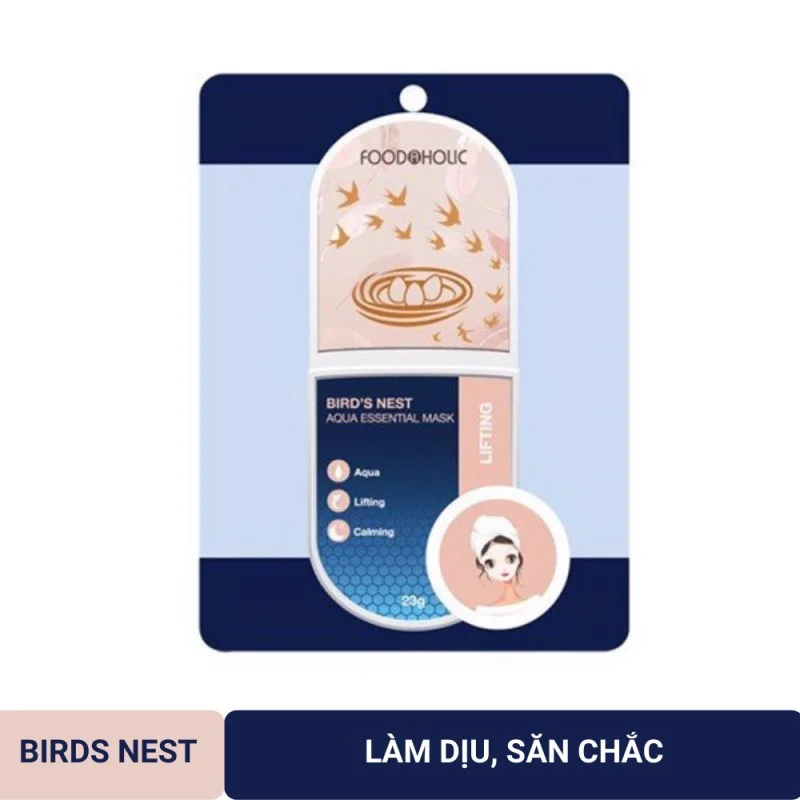 FOODAHOLIC
BIRD'S NEST
AQUA ESSENTIAL MASK
LIFTING
Aqua
Lifting
Calming
23g
BIRDS NEST
LÀM DỊU, SĂN CHẮC